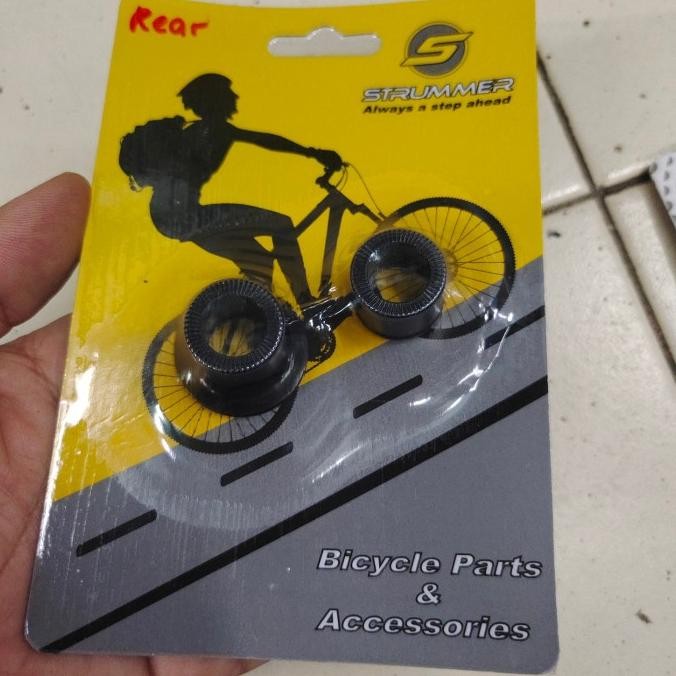 Rear
STRUMMER
Always a step ahead
Bicycle Parts
&
Accessories